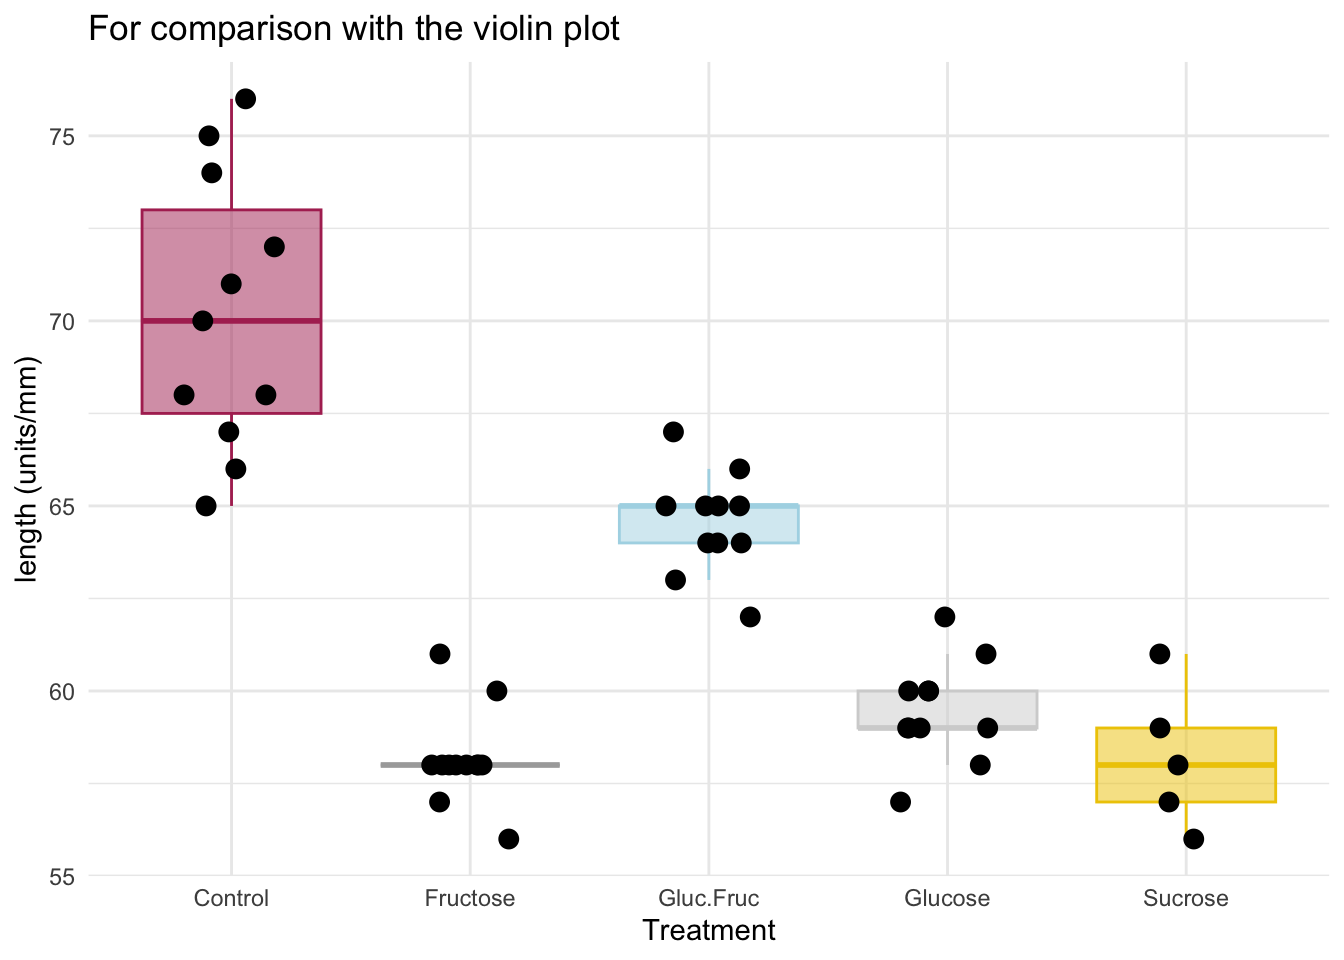 For comparison with the violin plot
length (units/mm)
75
70
65
60
55
Control Fructose Gluc.Fruc Glucose Sucrose
Treatment